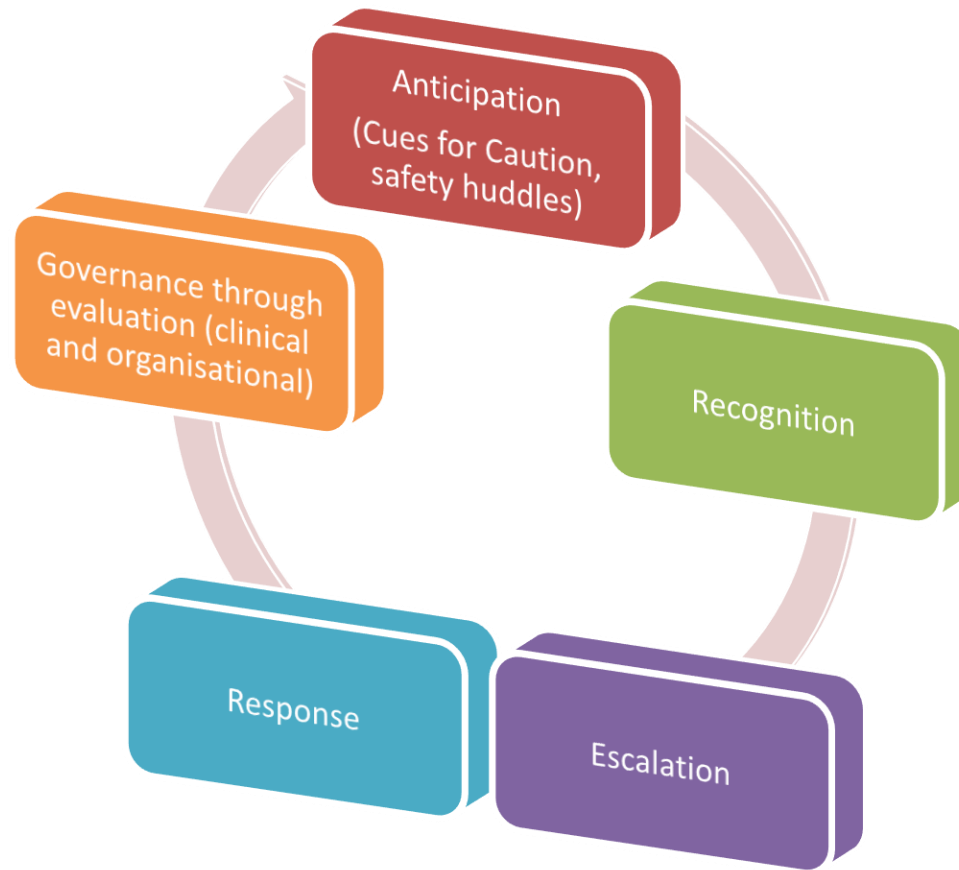 Anticipation
(Cues for Caution,
safety huddles)
Recognition
Escalation
Response
Governance through
evaluation (clinical
and organisational)